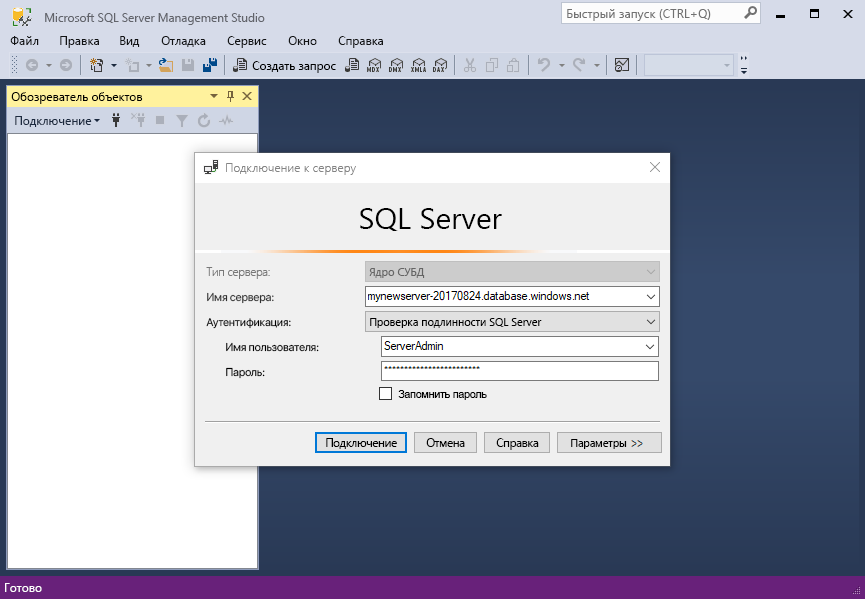 Microsoft SQL Server Management Studio
Быстрый запуск (CTRL+Q)
Файл Правка Вид Отладка Сервис Окно Справка
Создать запрос MDX DMX XMLA DAX
Обозреватель объектов
Подключение
Подключение к серверу
SQL Server
Тип сервера: Ядро СУБД
Имя сервера: mynewserver-20170824.database.windows.net
Аутентификация: Проверка подлинности SQL Server
Имя пользователя: ServerAdmin
Пароль: ************************
Запомнить пароль
Подключение Отмена Справка Параметры >>
Готово